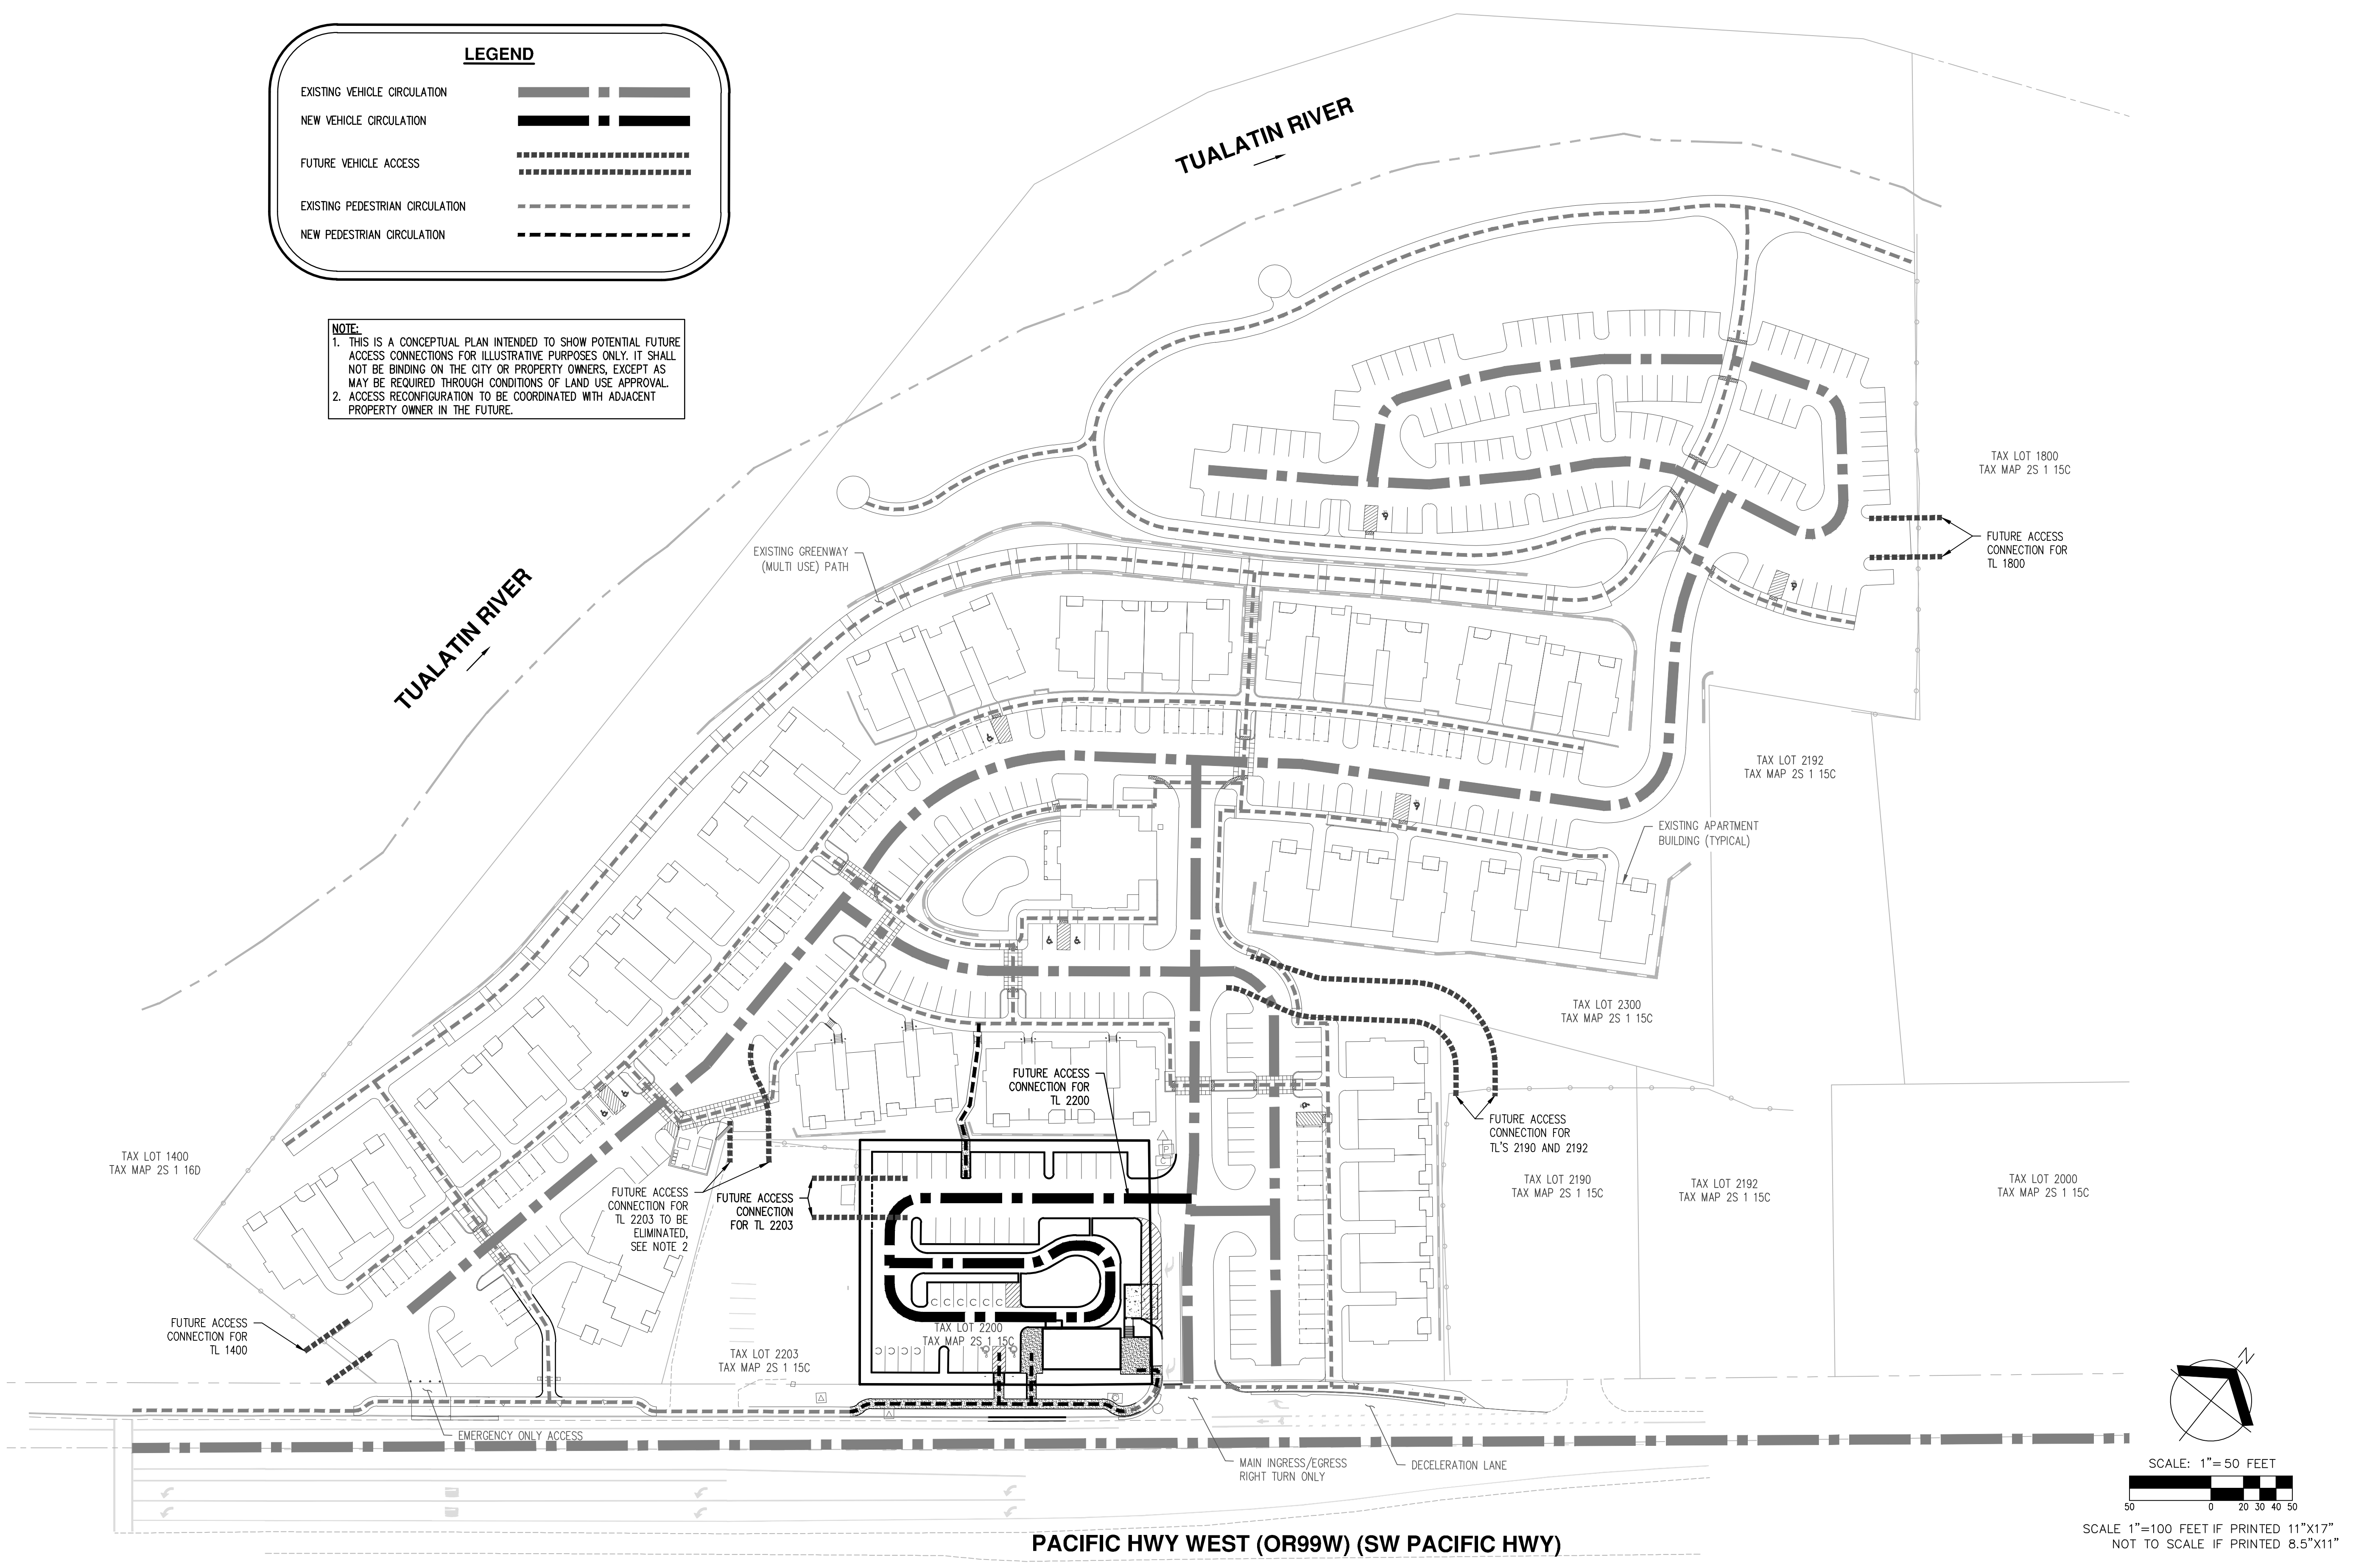 LEGEND
EXISTING VEHICLE CIRCULATION
NEW VEHICLE CIRCULATION
FUTURE VEHICLE ACCESS
EXISTING PEDESTRIAN CIRCULATION
NEW PEDESTRIAN CIRCULATION
NOTE:
1. THIS IS A CONCEPTUAL PLAN INTENDED TO SHOW POTENTIAL FUTURE
ACCESS CONNECTIONS FOR ILLUSTRATIVE PURPOSES ONLY. IT SHALL
NOT BE BINDING ON THE CITY OR PROPERTY OWNERS, EXCEPT AS
MAY BE REQUIRED THROUGH CONDITIONS OF LAND USE APPROVAL.
2. ACCESS RECONFIGURATION TO BE COORDINATED WITH ADJACENT
PROPERTY OWNER IN THE FUTURE.
TUALATIN RIVER
TUALATIN RIVER
TAX LOT 1800
TAX MAP 2S 1 15C
FUTURE ACCESS
CONNECTION FOR
TL 1800
EXISTING GREENWAY
(MULTI USE) PATH
TAX LOT 2192
TAX MAP 2S 1 15C
EXISTING APARTMENT
BUILDING (TYPICAL)
TAX LOT 2300
TAX MAP 2S 1 15C
FUTURE ACCESS
CONNECTION FOR
TL 2200
FUTURE ACCESS
CONNECTION FOR
TL'S 2190 AND 2192
TAX LOT 1400
TAX MAP 2S 1 16D
TAX LOT 2190
TAX MAP 2S 1 15C
TAX LOT 2192
TAX MAP 2S 1 15C
TAX LOT 2000
TAX MAP 2S 1 15C
FUTURE ACCESS
CONNECTION FOR
TL 2203 TO BE
ELIMINATED,
SEE NOTE 2
FUTURE ACCESS
CONNECTION
FOR TL 2203
P
C
C C C C C C
TAX LOT 2200
TAX MAP 2S 1 15C
C C C C
FUTURE ACCESS
CONNECTION FOR
TL 1400
TAX LOT 2203
TAX MAP 2S 1 15C
EMERGENCY ONLY ACCESS
MAIN INGRESS/EGRESS
RIGHT TURN ONLY
DECELERATION LANE
PACIFIC HWY WEST (OR99W) (SW PACIFIC HWY)
N
SCALE: 1"= 50 FEET
50 0 20 30 40 50
SCALE 1"=100 FEET IF PRINTED 11"X17"
NOT TO SCALE IF PRINTED 8.5"X11"